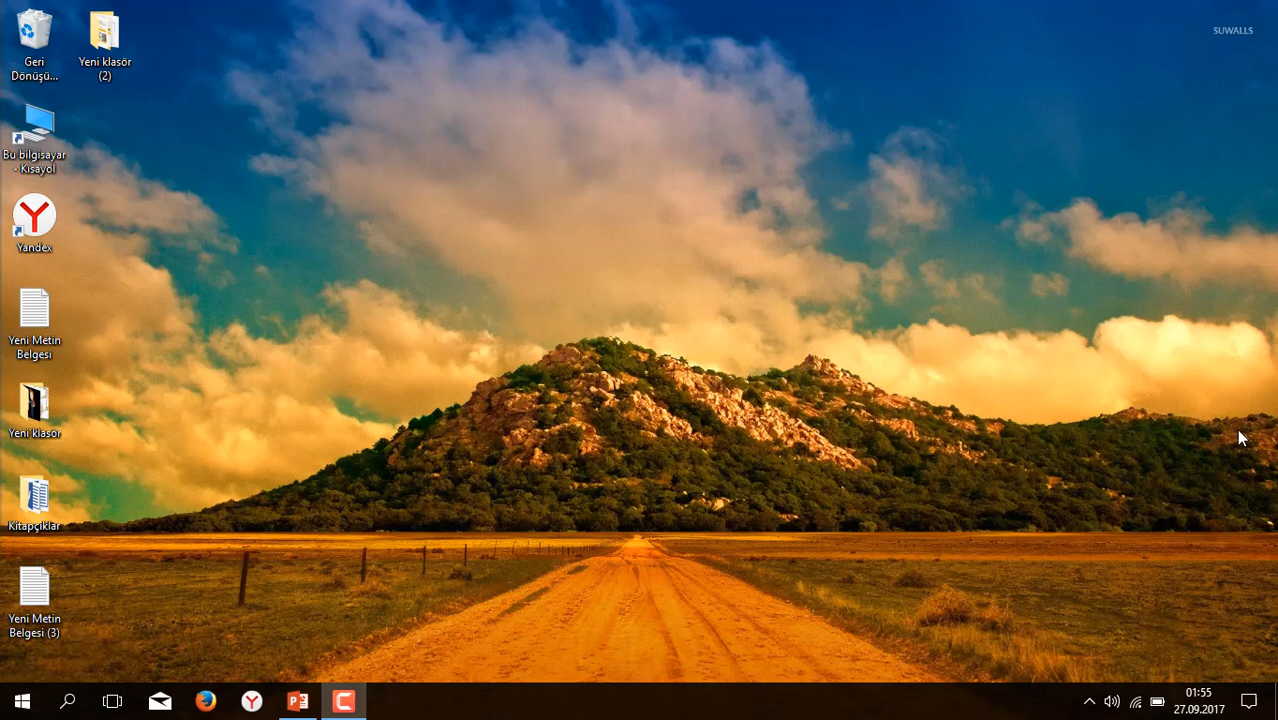 Geri
Dönüşü...
Yeni klasör
(2)
SUWALLS
Bu bilgisayar
- Kısayol
Yandex
Yeni Metin
Belgesi
Yeni klasör
Kitapçıklar
Yeni Metin
Belgesi (3)
01:55
27.09.2017